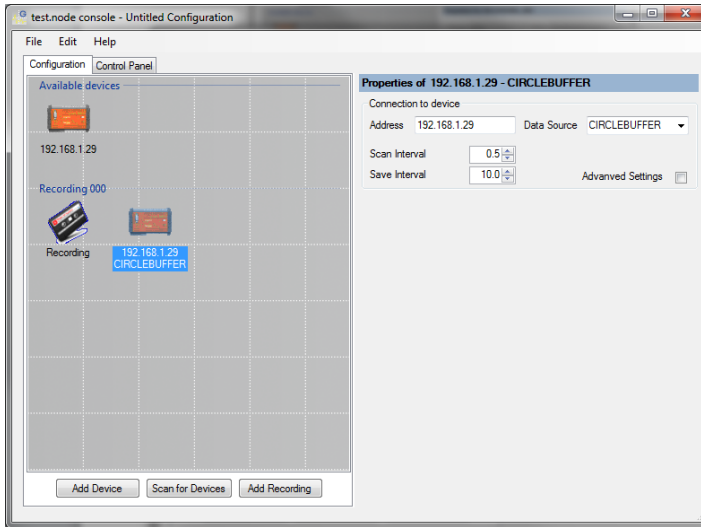 test.node console - Untitled Configuration
File Edit Help
Configuration Control Panel
Available devices
192.168.1.29
Recording 000
Recording
192.168.1.29
CIRCLEBUFFER
Add Device Scan for Devices Add Recording
Properties of 192.168.1.29 - CIRCLEBUFFER
Connection to device
Address 192.168.1.29 Data Source CIRCLEBUFFER
Scan Interval 0.5
Save Interval 10.0 Advanved Settings